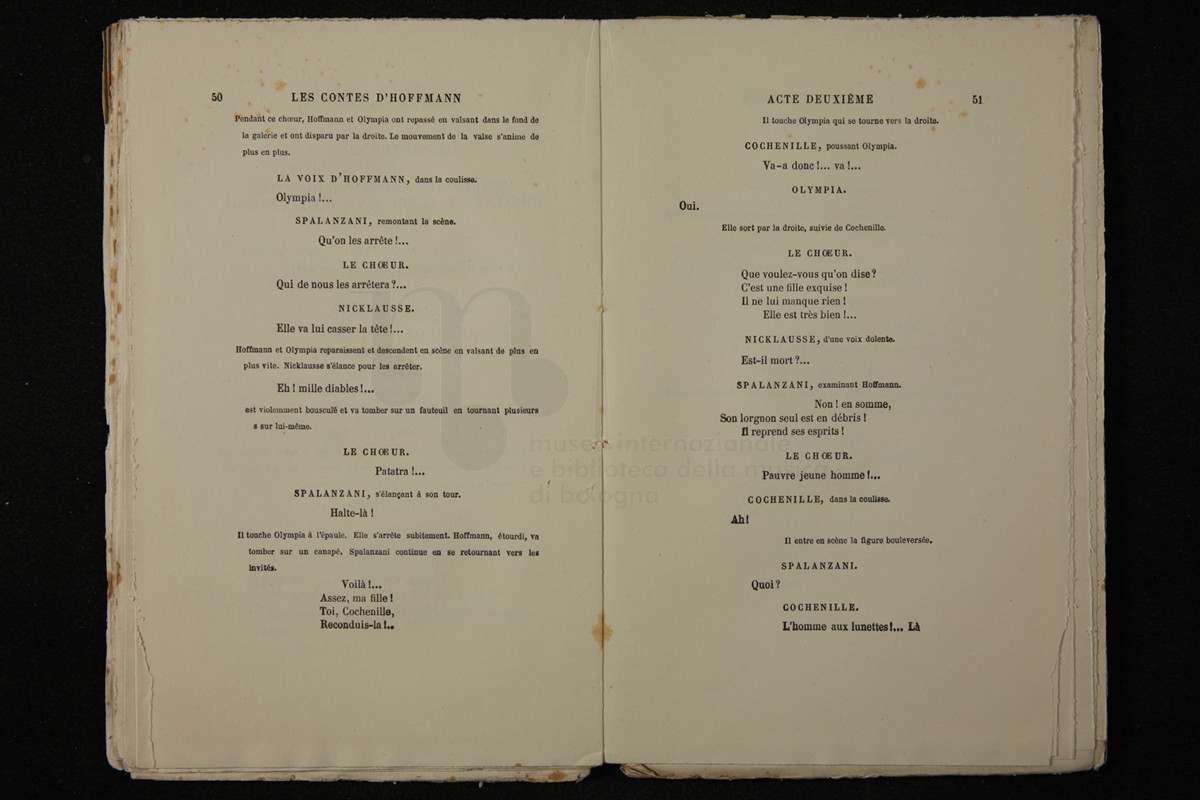 50
LES CONTES D'HOFFMANN
Pendant ce chœur, Hoffmann et Olympia ont repassé en valsant dans le fond de
la galerie et ont disparu par la droite. Le mouvement de la valse s'anime de
plus en plus.
LA VOIX D'HOFFMANN, dans la coulisse.
Olympia !...
SPALANZANI, remontant la scène.
Qu'on les arrête !...
LE CHŒUR.
Qui de nous les arrêtera ?...
NICKLAUSSE.
Elle va lui casser la tête !...
Hoffmann et Olympia reparaissent et descendent en scène en valsant de plus en
plus vite. Nicklausse s'élance pour les arrêter.
Eh ! mille diables !...
est violemment bousculé et va tomber sur un fauteuil en tournant plusieurs
s sur lui-même.
LE CHŒUR.
Patatra !...
SPALANZANI, s'élançant à son tour.
Halte-là !
Il touche Olympia à l'épaule. Elle s'arrête subitement. Hoffmann, étourdi, va
tomber sur un canapé. Spalanzani continue en se retournant vers les
invités.
Voilà !...
Assez, ma fille !
Toi, Cochenille,
Reconduis-la !..
ACTE DEUXIÈME
51
Il touche Olympia qui se tourne vers la droite.
COCHENILLE, poussant Olympia.
Va-a donc !... va !...
OLYMPIA.
Oui.
Elle sort par la droite, suivie de Cochenille.
LE CHŒUR.
Que voulez-vous qu'on dise ?
C'est une fille exquise !
Il ne lui manque rien !
Elle est très bien !...
NICKLAUSSE, d'une voix dolente.
Est-il mort ?...
SPALANZANI, examinant Hoffmann.
Non ! en somme,
Son lorgnon seul est en débris !
Il reprend ses esprits !
LE CHŒUR.
Pauvre jeune homme !...
COCHENILLE, dans la coulisse.
Ah !
Il entre en scène la figure bouleversée.
SPALANZANI.
Quoi ?
COCHENILLE.
L'homme aux lunettes !... Là
museo internazionale
e biblioteca della musica
di bologna